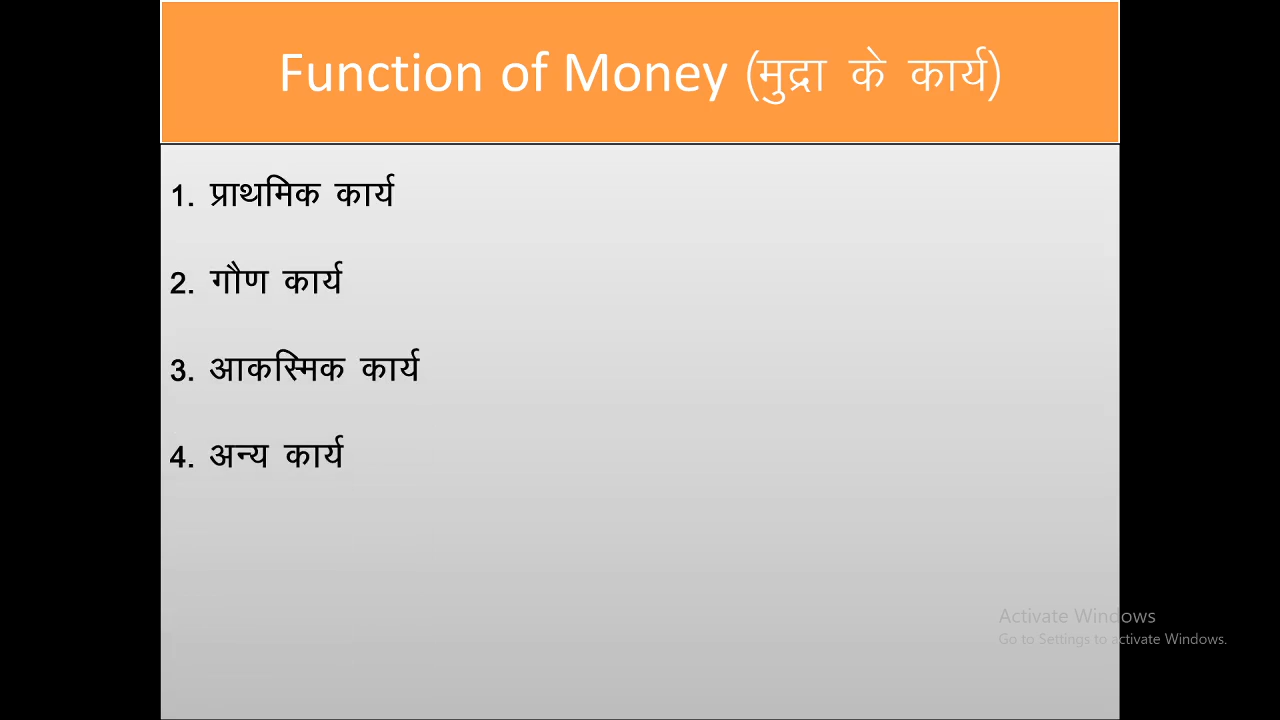 Function of Money (मुद्रा के कार्य)
1. प्राथमिक कार्य
2. गौण कार्य
3. आकस्मिक कार्य
4. अन्य कार्य
Activate Windows
Go to Settings to activate Windows.